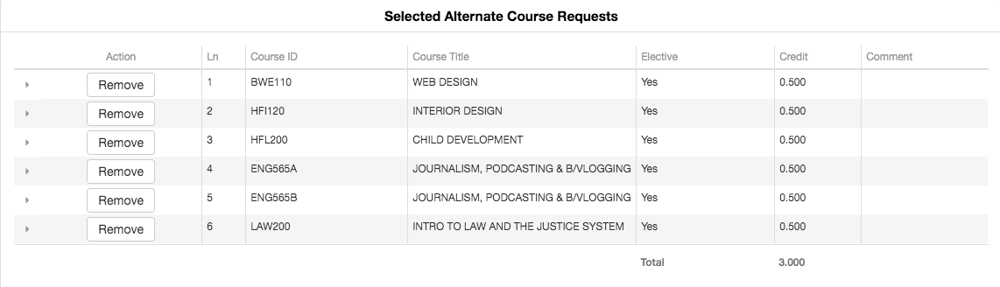 Selected Alternate Course Requests
Action Ln Course ID Course Title Elective Credit Comment
Remove 1 BWE110 WEB DESIGN Yes 0.500
Remove 2 HFI120 INTERIOR DESIGN Yes 0.500
Remove 3 HFL200 CHILD DEVELOPMENT Yes 0.500
Remove 4 ENG565A JOURNALISM, PODCASTING & B/VLOGGING Yes 0.500
Remove 5 ENG565B JOURNALISM, PODCASTING & B/VLOGGING Yes 0.500
Remove 6 LAW200 INTRO TO LAW AND THE JUSTICE SYSTEM Yes 0.500
Total 3.000